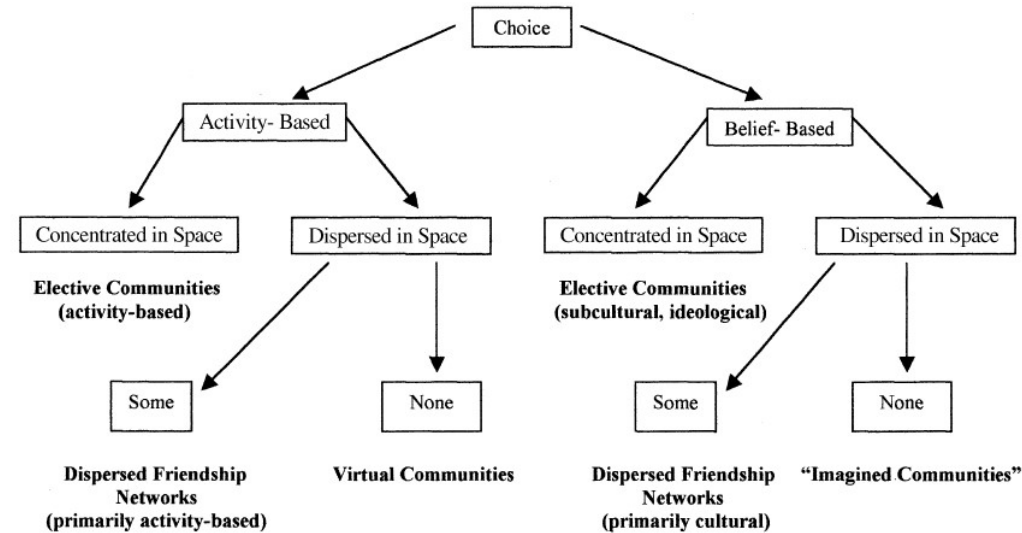 Choice
Activity- Based
Belief- Based
Concentrated in Space
Dispersed in Space
Concentrated in Space
Dispersed in Space
Elective Communities
(activity-based)
Elective Communities
(subcultural, ideological)
Some
None
Some
None
Dispersed Friendship
Networks
(primarily activity-based)
Virtual Communities
Dispersed Friendship
Networks
(primarily cultural)
“Imagined Communities”